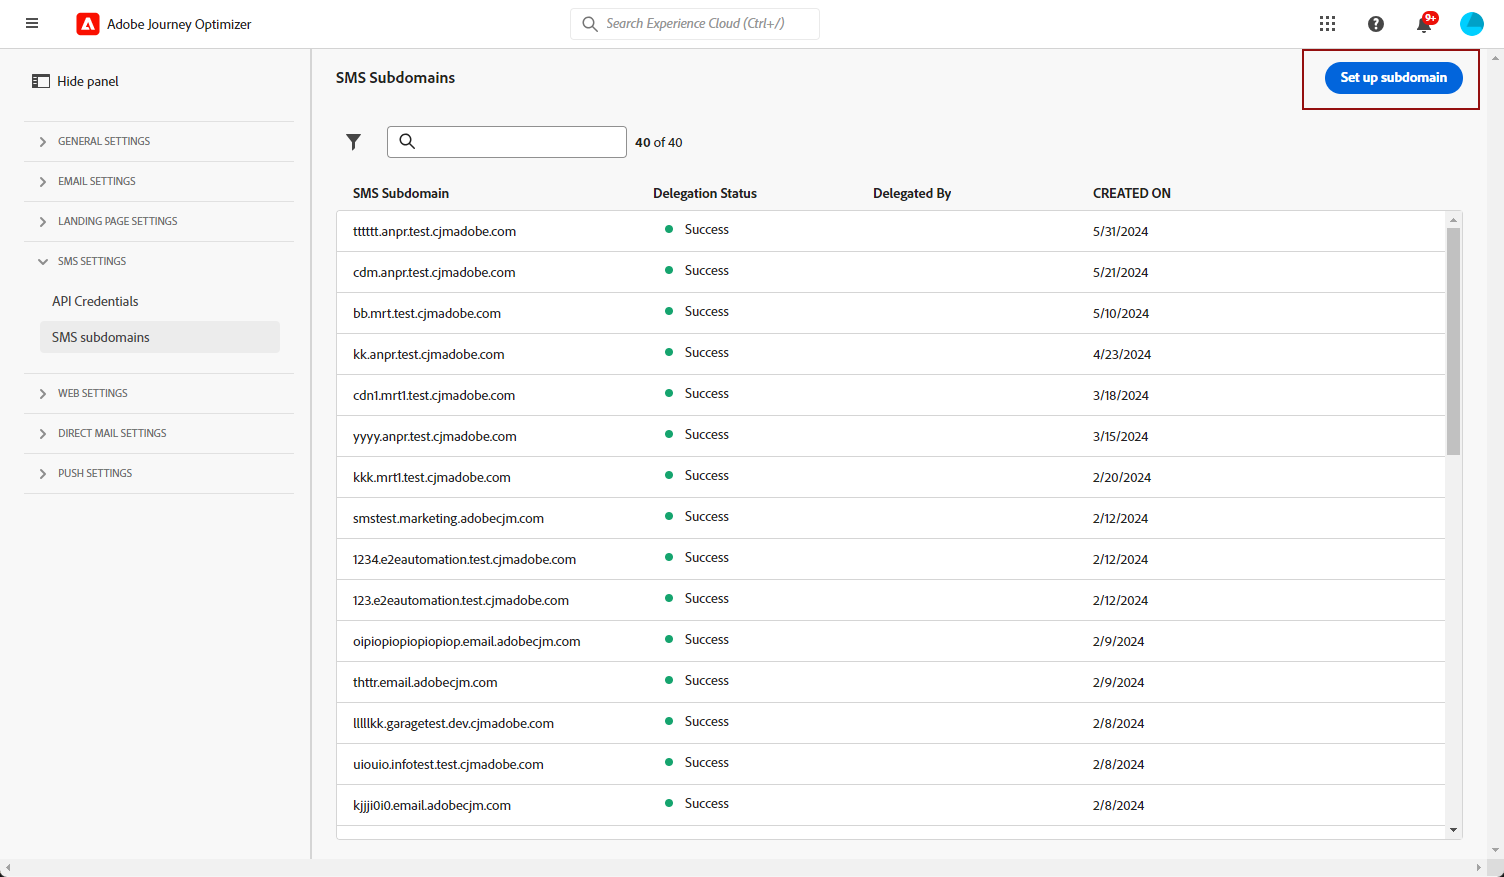 Adobe Journey Optimizer
Search Experience Cloud (Ctrl+/)
9+
Hide panel
GENERAL SETTINGS
EMAIL SETTINGS
LANDING PAGE SETTINGS
SMS SETTINGS
API Credentials
SMS subdomains
WEB SETTINGS
DIRECT MAIL SETTINGS
PUSH SETTINGS
SMS Subdomains
Set up subdomain
40 of 40
SMS Subdomain Delegation Status Delegated By CREATED ON
tttttt.anpr.test.cjmadobe.com Success 5/31/2024
cdm.anpr.test.cjmadobe.com Success 5/21/2024
bb.mrt.test.cjmadobe.com Success 5/10/2024
kk.anpr.test.cjmadobe.com Success 4/23/2024
cdn1.mrt1.test.cjmadobe.com Success 3/18/2024
yyyy.anpr.test.cjmadobe.com Success 3/15/2024
kkk.mrt1.test.cjmadobe.com Success 2/20/2024
smstest.marketing.adobecjm.com Success 2/12/2024
1234.e2eautomation.test.cjmadobe.com Success 2/12/2024
123.e2eautomation.test.cjmadobe.com Success 2/12/2024
oipiopiopiopiopiop.email.adobecjm.com Success 2/9/2024
thttr.email.adobecjm.com Success 2/9/2024
lllllkk.garagetest.dev.cjmadobe.com Success 2/8/2024
uiouio.infotest.test.cjmadobe.com Success 2/8/2024
kjjji0i0.email.adobecjm.com Success 2/8/2024